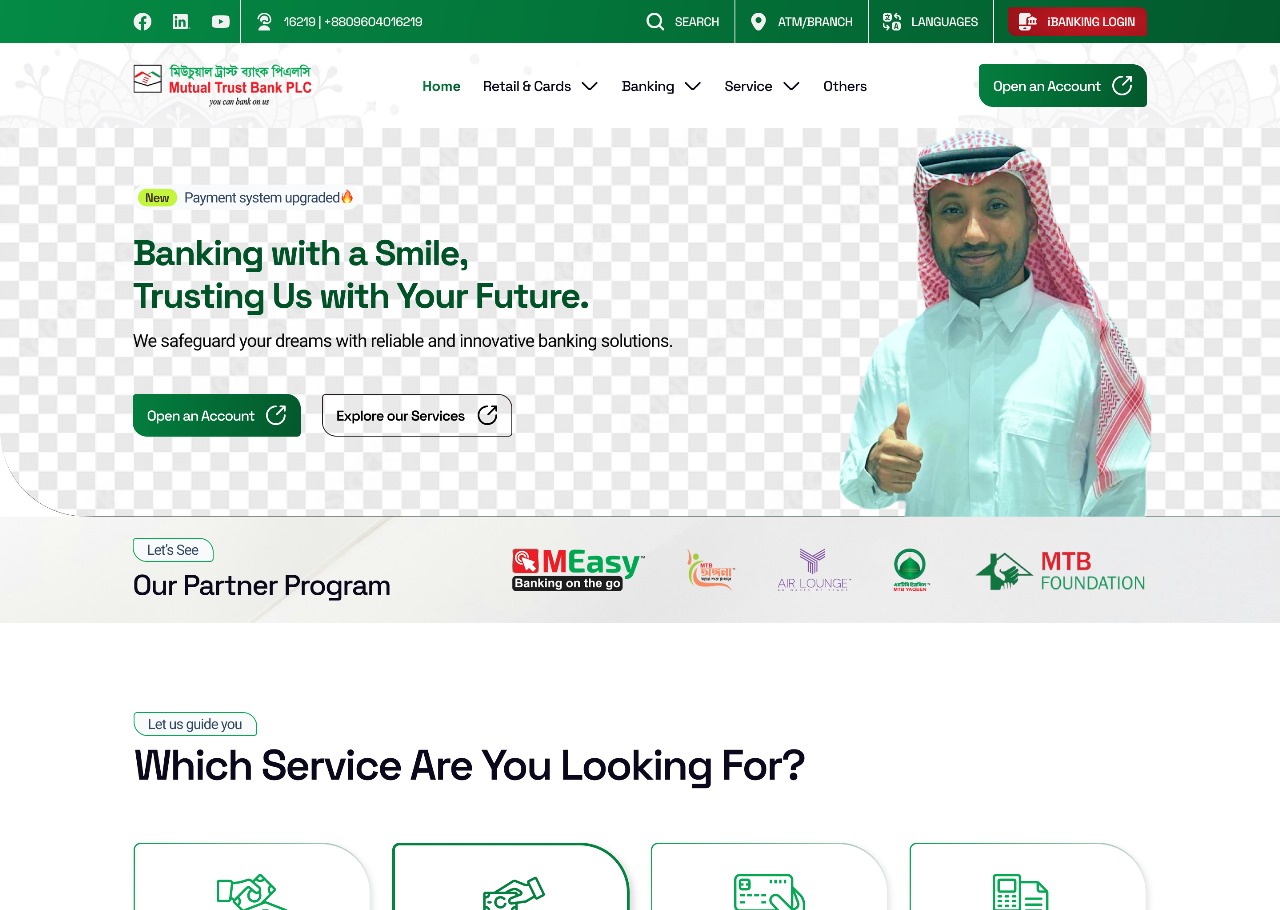 16219 | +8809604016219
SEARCH
ATM/BRANCH
LANGUAGES
iBANKING LOGIN
মিউচুয়াল ট্রাস্ট ব্যাংক পিএলসি
Mutual Trust Bank PLC
you can bank on us
Home
Retail & Cards
Banking
Service
Others
Open an Account
New
Payment system upgraded
Banking with a Smile,
Trusting Us with Your Future.
We safeguard your dreams with reliable and innovative banking solutions.
Open an Account
Explore our Services
Let's See
Our Partner Program
MEasy™
Banking on the go
MTB
অঙ্গনা
AIR LOUNGE™
MTB YAQEEN
MTB
FOUNDATION
Let us guide you
Which Service Are You Looking For?